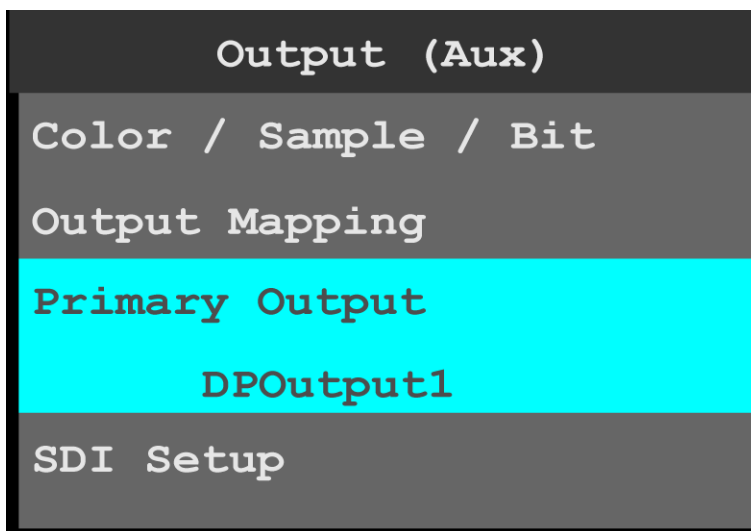 Output (Aux)
Color / Sample / Bit
Output Mapping
Primary Output
DPOutput1
SDI Setup